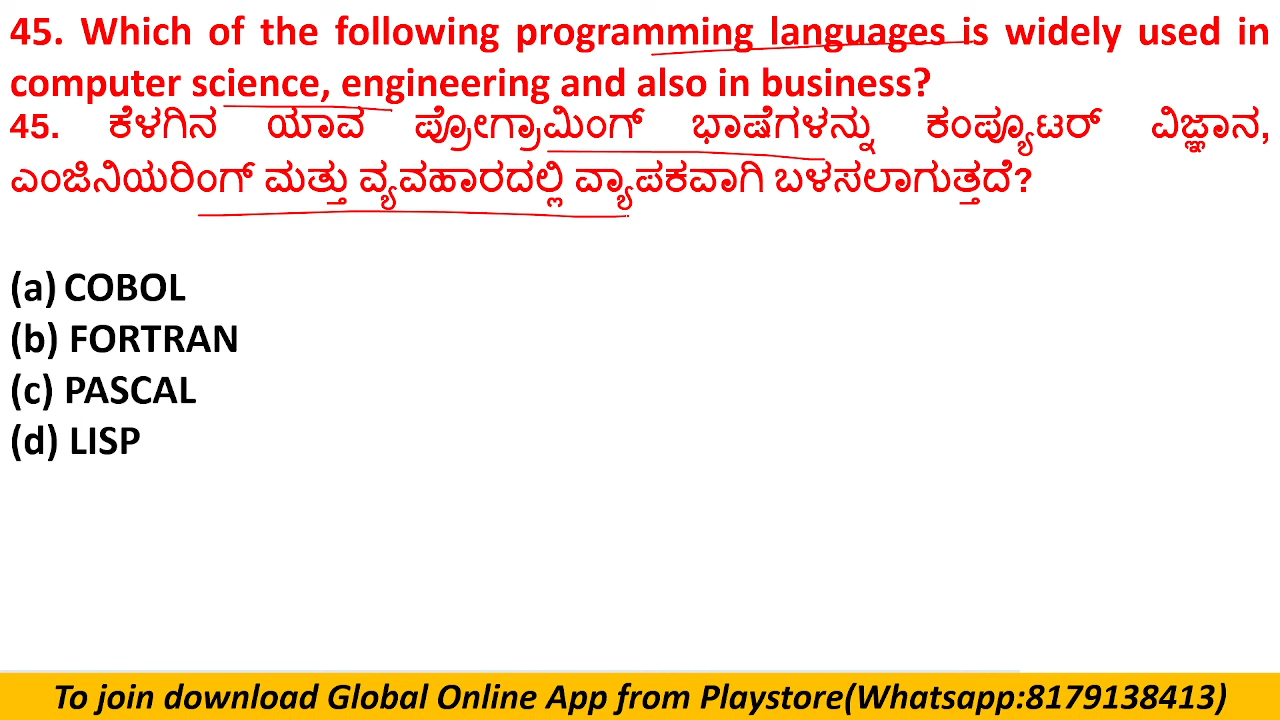 45. Which of the following programming languages is widely used in
computer science, engineering and also in business?
45. ಕೆಳಗಿನ ಯಾವ ಪ್ರೋಗ್ರಾಮಿಂಗ್ ಭಾಷೆಗಳನ್ನು ಕಂಪ್ಯೂಟರ್ ವಿಜ್ಞಾನ,
ಎಂಜಿನಿಯರಿಂಗ್ ಮತ್ತು ವ್ಯವಹಾರದಲ್ಲಿ ವ್ಯಾಪಕವಾಗಿ ಬಳಸಲಾಗುತ್ತದೆ?
(a) COBOL
(b) FORTRAN
(c) PASCAL
(d) LISP
To join download Global Online App from Playstore(Whatsapp:8179138413)